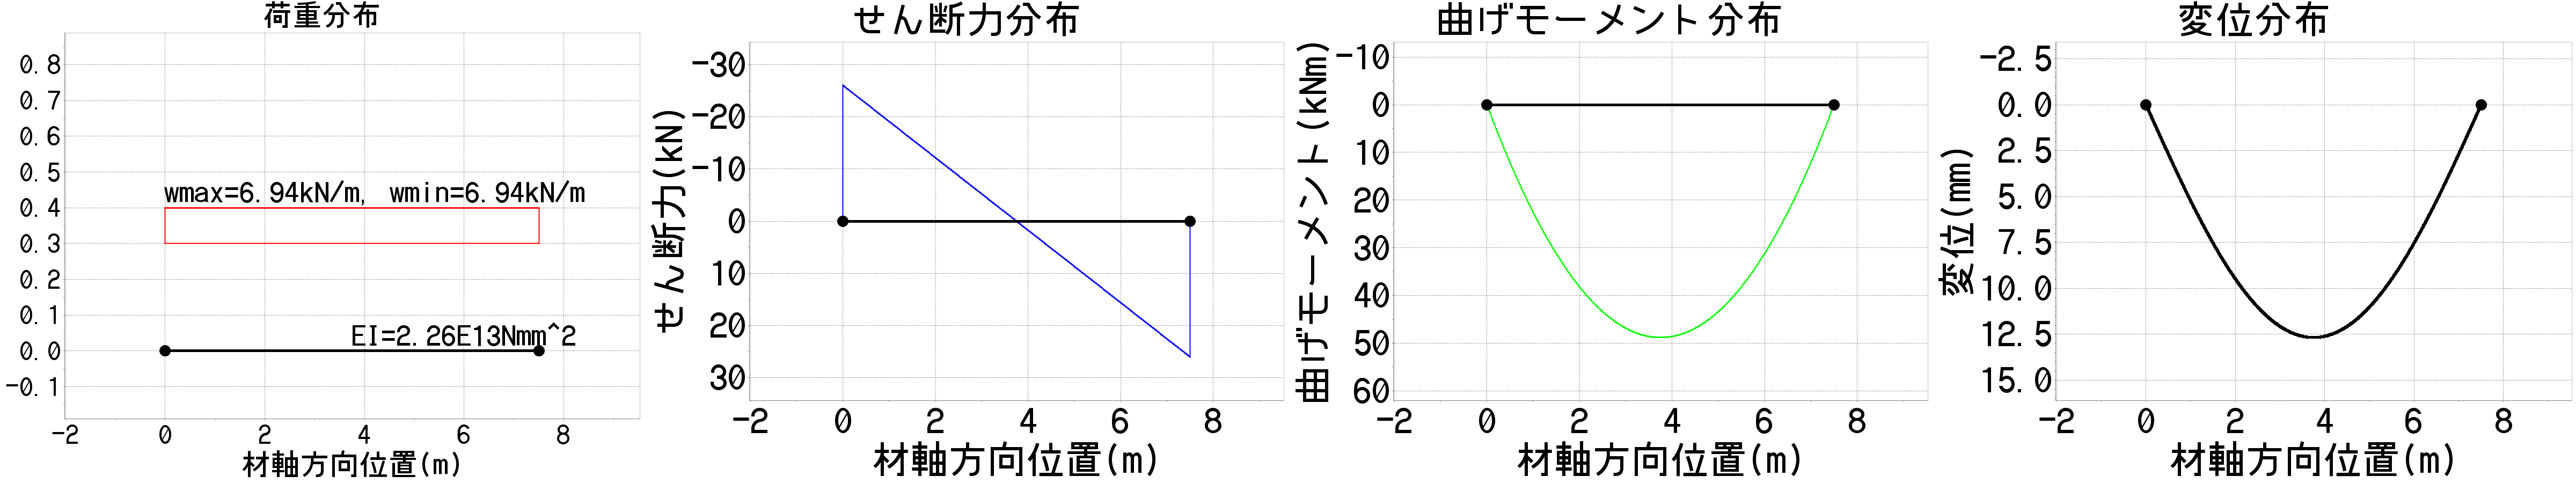 荷重分布
0.8
0.7
0.6
0.5
0.4
0.3
0.2
0.1
0.0
-0.1
wmax=6.94kN/m, wmin=6.94kN/m
EI=2.26E13Nmm^2
-2 0 2 4 6 8
材軸方向位置(m)
せん断力分布
せん断力(kN)
-30
-20
-10
0
10
20
30
-2 0 2 4 6 8
材軸方向位置(m)
曲げモーメント分布
曲げモーメント(kNm)
-10
0
10
20
30
40
50
60
-2 0 2 4 6 8
材軸方向位置(m)
変位分布
変位(mm)
-2.5
0.0
2.5
5.0
7.5
10.0
12.5
15.0
-2 0 2 4 6 8
材軸方向位置(m)